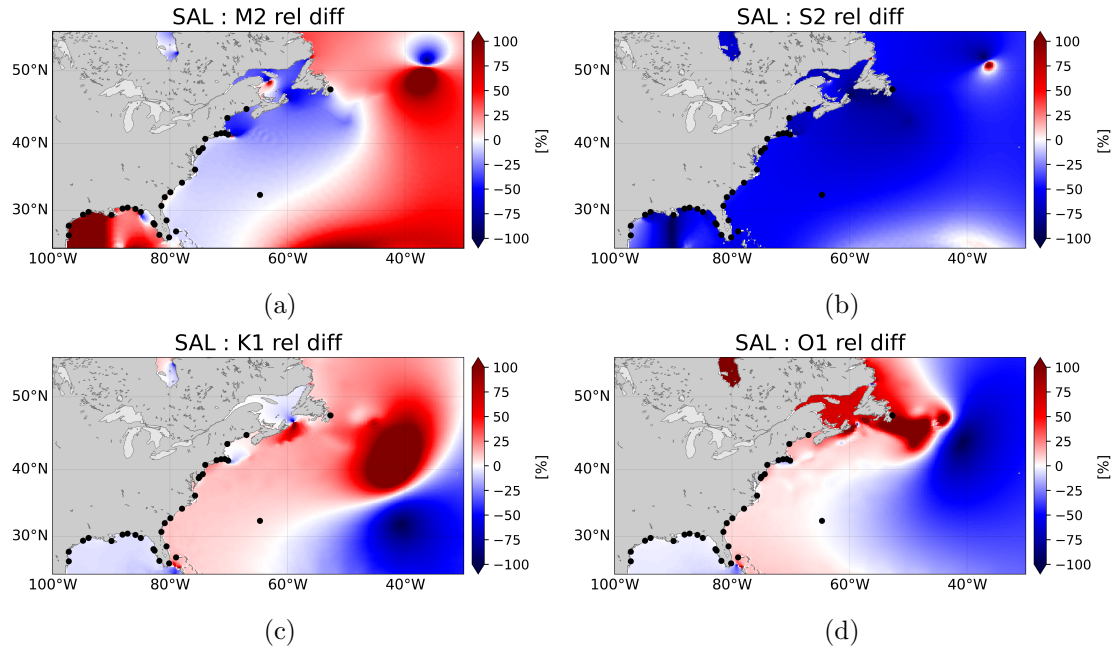 SAL : M2 rel diff
50°N
40°N
30°N
100°W 80°W 60°W 40°W
100
75
50
25
0
−25
−50
−75
−100
[%]
(a)
SAL : S2 rel diff
50°N
40°N
30°N
100°W 80°W 60°W 40°W
100
75
50
25
0
−25
−50
−75
−100
[%]
(b)
SAL : K1 rel diff
50°N
40°N
30°N
100°W 80°W 60°W 40°W
100
75
50
25
0
−25
−50
−75
−100
[%]
(c)
SAL : O1 rel diff
50°N
40°N
30°N
100°W 80°W 60°W 40°W
100
75
50
25
0
−25
−50
−75
−100
[%]
(d)